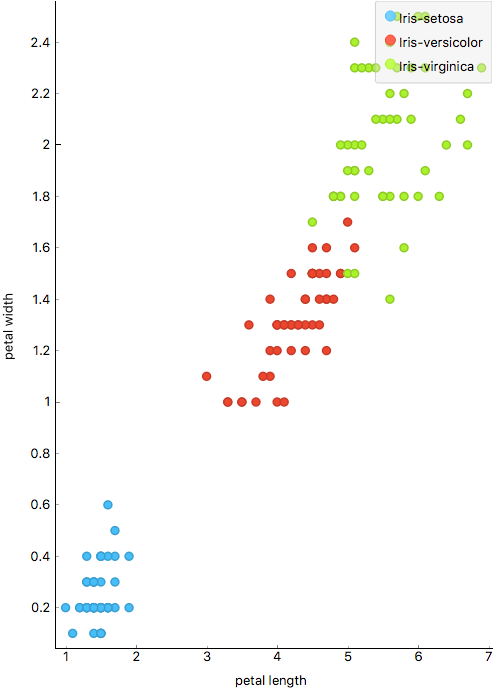 Iris-setosa
Iris-versicolor
Iris-virginica
2.4
2.2
2
1.8
1.6
1.4
1.2
1
0.8
0.6
0.4
0.2
petal width
1 2 3 4 5 6 7
petal length